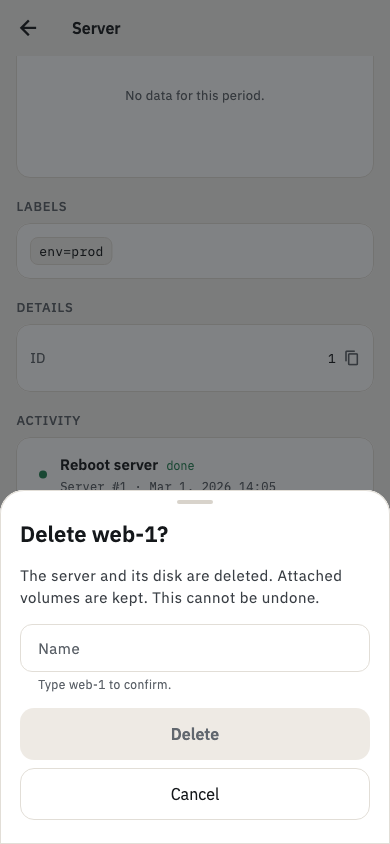 Server
No data for this period.
LABELS
env=prod
DETAILS
ID
1
ACTIVITY
Reboot server done
Server #1 · Mar 1, 2026 14:05
Delete web-1?
The server and its disk are deleted. Attached
volumes are kept. This cannot be undone.
Name
Type web-1 to confirm.
Delete
Cancel